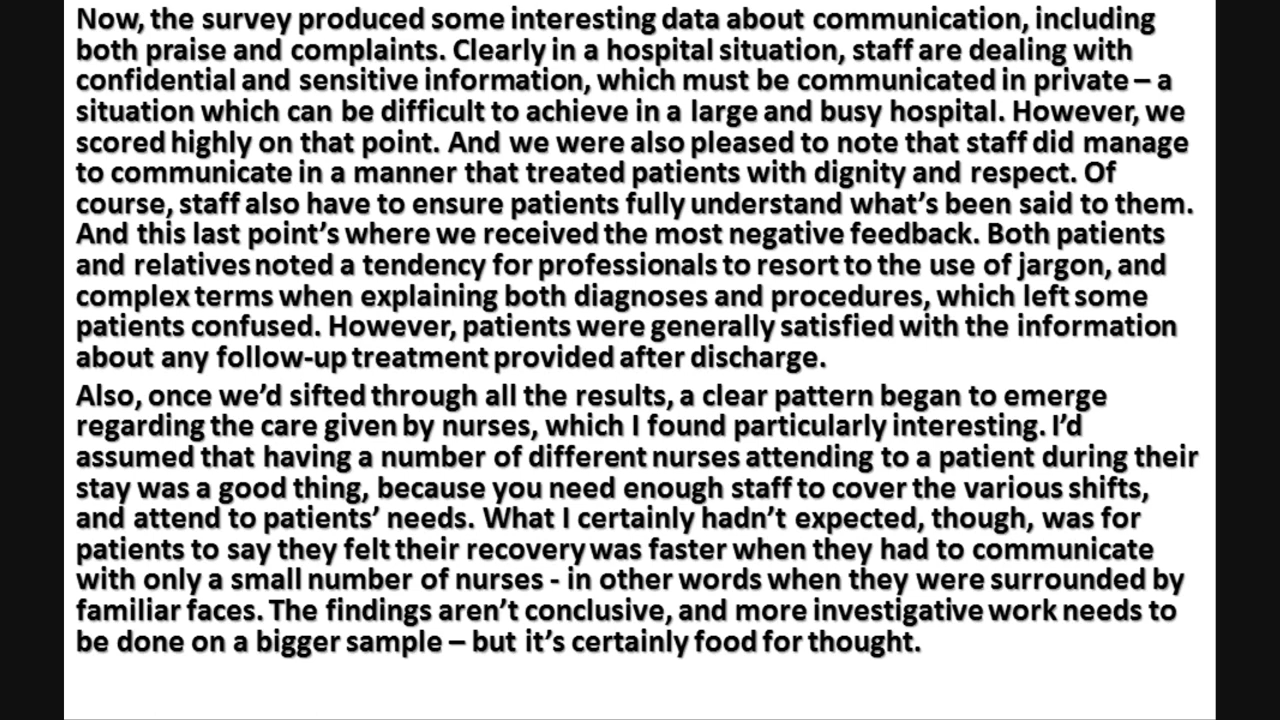 Now, the survey produced some interesting data about communication, including
both praise and complaints. Clearly in a hospital situation, staff are dealing with
confidential and sensitive information, which must be communicated in private – a
situation which can be difficult to achieve in a large and busy hospital. However, we
scored highly on that point. And we were also pleased to note that staff did manage
to communicate in a manner that treated patients with dignity and respect. Of
course, staff also have to ensure patients fully understand what’s been said to them.
And this last point’s where we received the most negative feedback. Both patients
and relatives noted a tendency for professionals to resort to the use of jargon, and
complex terms when explaining both diagnoses and procedures, which left some
patients confused. However, patients were generally satisfied with the information
about any follow-up treatment provided after discharge.
Also, once we’d sifted through all the results, a clear pattern began to emerge
regarding the care given by nurses, which I found particularly interesting. I’d
assumed that having a number of different nurses attending to a patient during their
stay was a good thing, because you need enough staff to cover the various shifts,
and attend to patients’ needs. What I certainly hadn’t expected, though, was for
patients to say they felt their recovery was faster when they had to communicate
with only a small number of nurses - in other words when they were surrounded by
familiar faces. The findings aren’t conclusive, and more investigative work needs to
be done on a bigger sample – but it’s certainly food for thought.